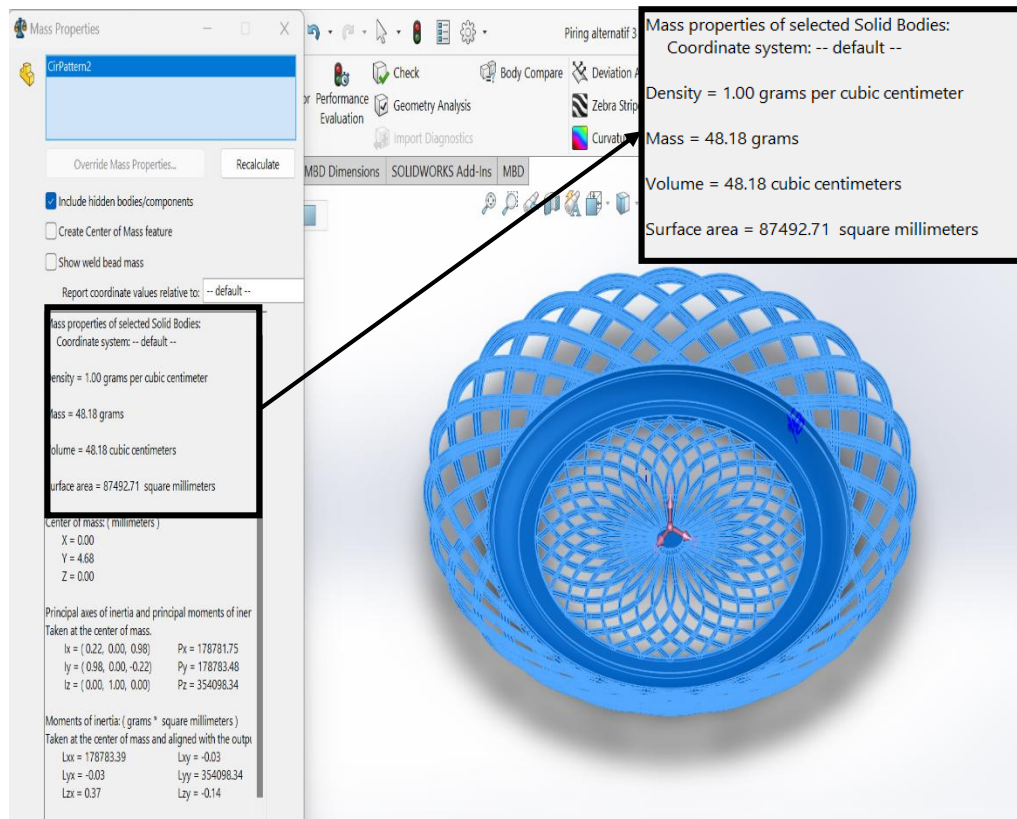 Mass Properties
CirPattern2
Override Mass Properties...
Recalculate
Include hidden bodies/components
Create Center of Mass feature
Show weld bead mass
Report coordinate values relative to: -- default --
Mass properties of selected Solid Bodies:
Coordinate system: -- default --
Density = 1.00 grams per cubic centimeter
Mass = 48.18 grams
Volume = 48.18 cubic centimeters
Surface area = 87492.71 square millimeters
Center of mass: ( millimeters )
X = 0.00
Y = 4.68
Z = 0.00
Principal axes of inertia and principal moments of iner
Taken at the center of mass.
Ix = ( 0.22, 0.00, 0.98) Px = 178781.75
Iy = ( 0.98, 0.00, -0.22) Py = 178783.48
Iz = ( 0.00, 1.00, 0.00) Pz = 354098.34
Moments of inertia: ( grams * square millimeters )
Taken at the center of mass and aligned with the outpu
Lxx = 178783.39 Lxy = -0.03
Lyx = -0.03 Lyy = 354098.34
Lzx = 0.37 Lzy = -0.14
Piring alternatif 3
or Performance
Evaluation
Check
Geometry Analysis
Import Diagnostics
Body Compare
Deviation A
Zebra Strip
Curvatu
MBD Dimensions SOLIDWORKS Add-Ins MBD
Mass properties of selected Solid Bodies:
Coordinate system: -- default --
Density = 1.00 grams per cubic centimeter
Mass = 48.18 grams
Volume = 48.18 cubic centimeters
Surface area = 87492.71 square millimeters